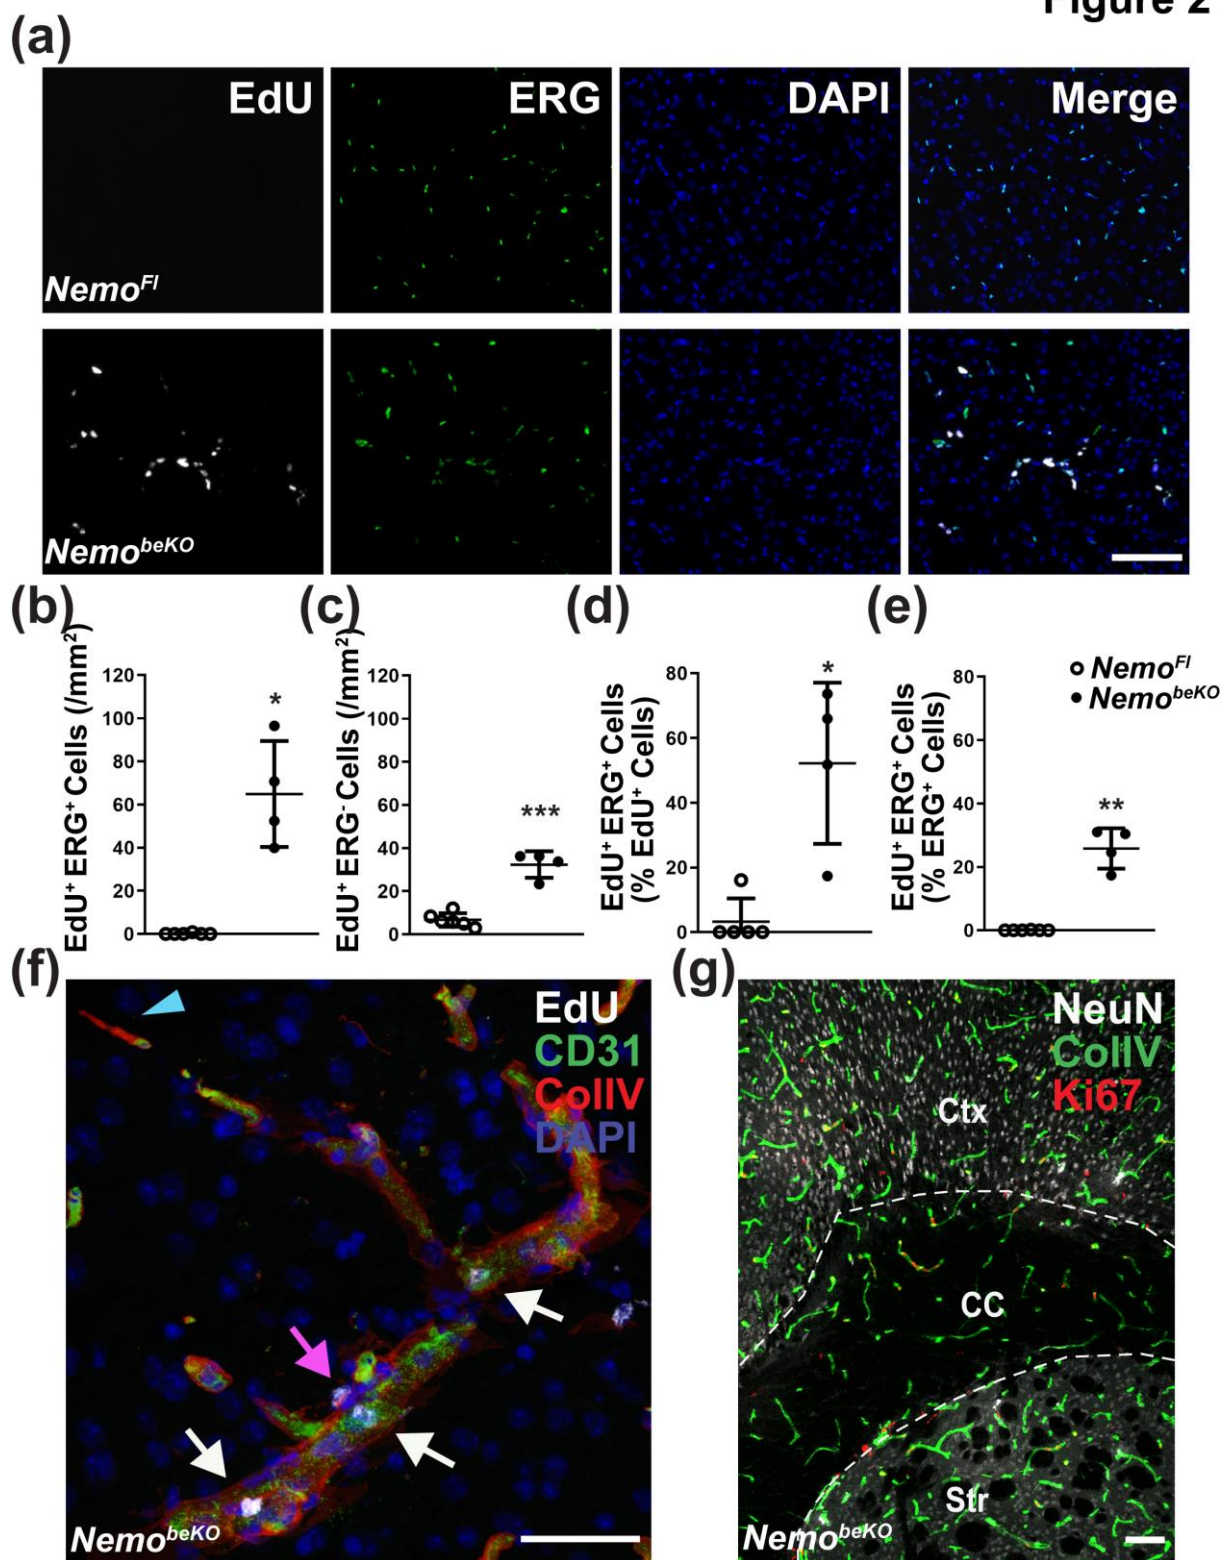 Figure 2
(a)
EdU ERG DAPI Merge
Nemo^Fl
Nemo^beKO
(b) (c) (d) (e)
EdU⁺ ERG⁺ Cells (/mm²)
120
100
80
60
40
20
0
*
EdU⁺ ERG⁻ Cells (/mm²)
120
100
80
60
40
20
0
***
EdU⁺ ERG⁺ Cells
(% EdU⁺ Cells)
80
60
40
20
0
*
EdU⁺ ERG⁺ Cells
(% ERG⁺ Cells)
80
60
40
20
0
**
Nemo^Fl
Nemo^beKO
(f)
EdU
CD31
CollV
DAPI
Nemo^beKO
(g)
NeuN
CollV
Ki67
Ctx
CC
Str
Nemo^beKO